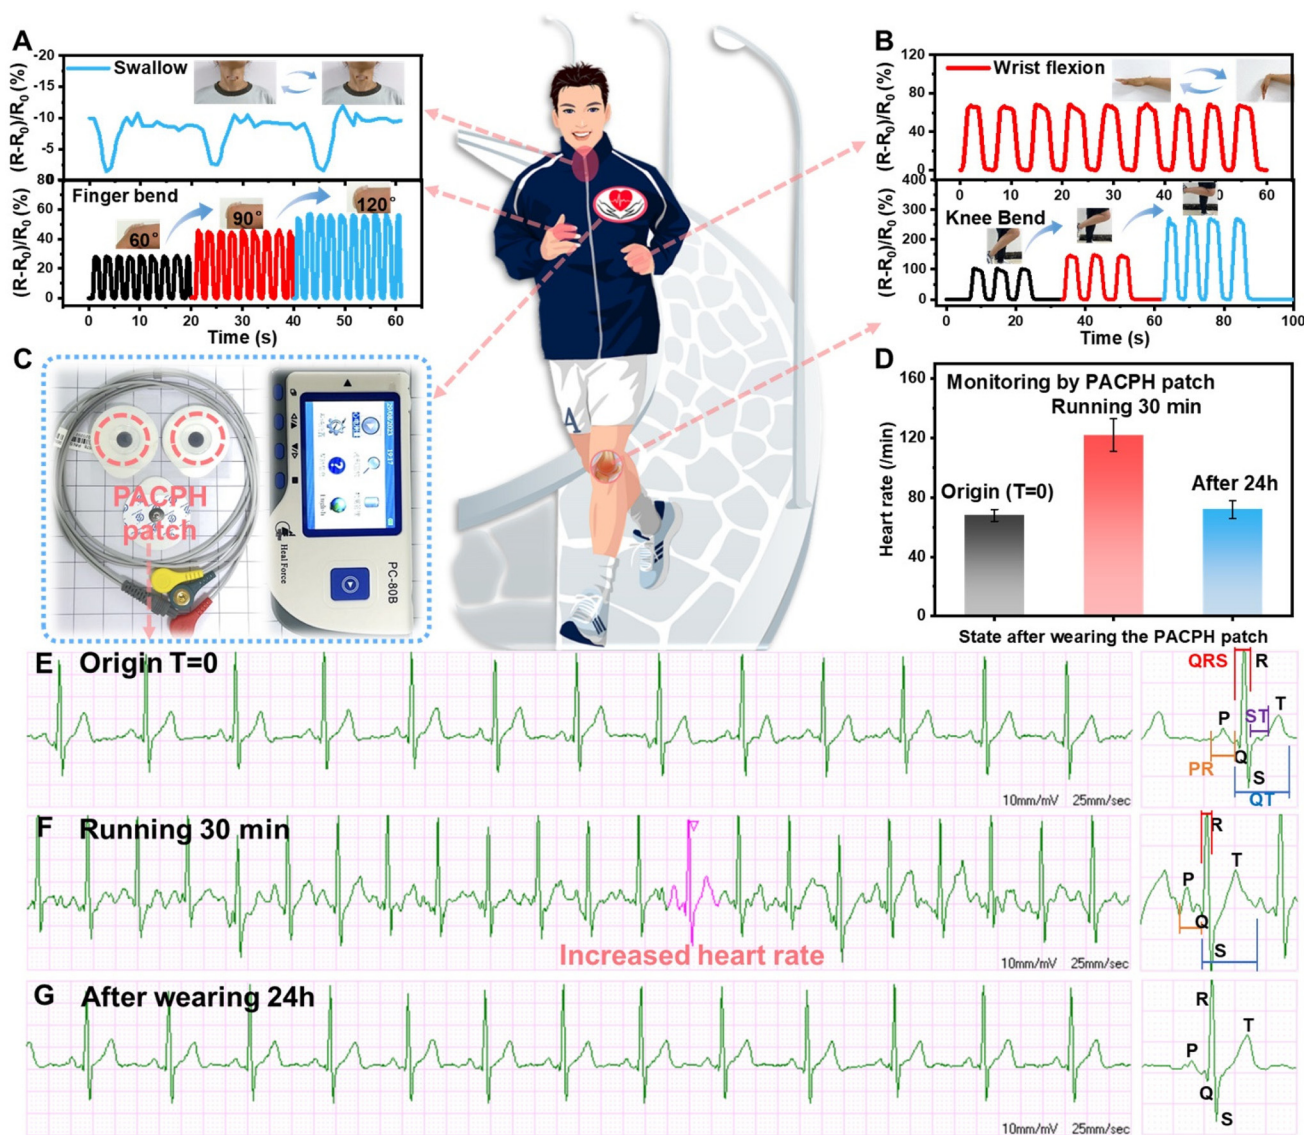 A
-20
-15
-10
-5
0
(R-R₀)/R₀ (%)
Swallow
80
60
40
20
0
(R-R₀)/R₀ (%)
Finger bend
60°
90°
120°
0 10 20 30 40 50 60
Time (s)
B
120
80
40
0
(R-R₀)/R₀ (%)
Wrist flexion
0 10 20 30 40 50 60
400
300
200
100
0
(R-R₀)/R₀ (%)
Knee Bend
0 20 40 60 80 100
Time (s)
C
PACPH
patch
Heal Force
PC-80B
English
D
160
120
80
40
0
Heart rate (/min)
Monitoring by PACPH patch
Running 30 min
Origin (T=0)
After 24h
State after wearing the PACPH patch
E Origin T=0
10mm/mV 25mm/sec
QRS R
P ST T
PR Q S
QT
F Running 30 min
Increased heart rate
10mm/mV 25mm/sec
R
P T
Q
S
G After wearing 24h
10mm/mV 25mm/sec
R
P T
Q
S